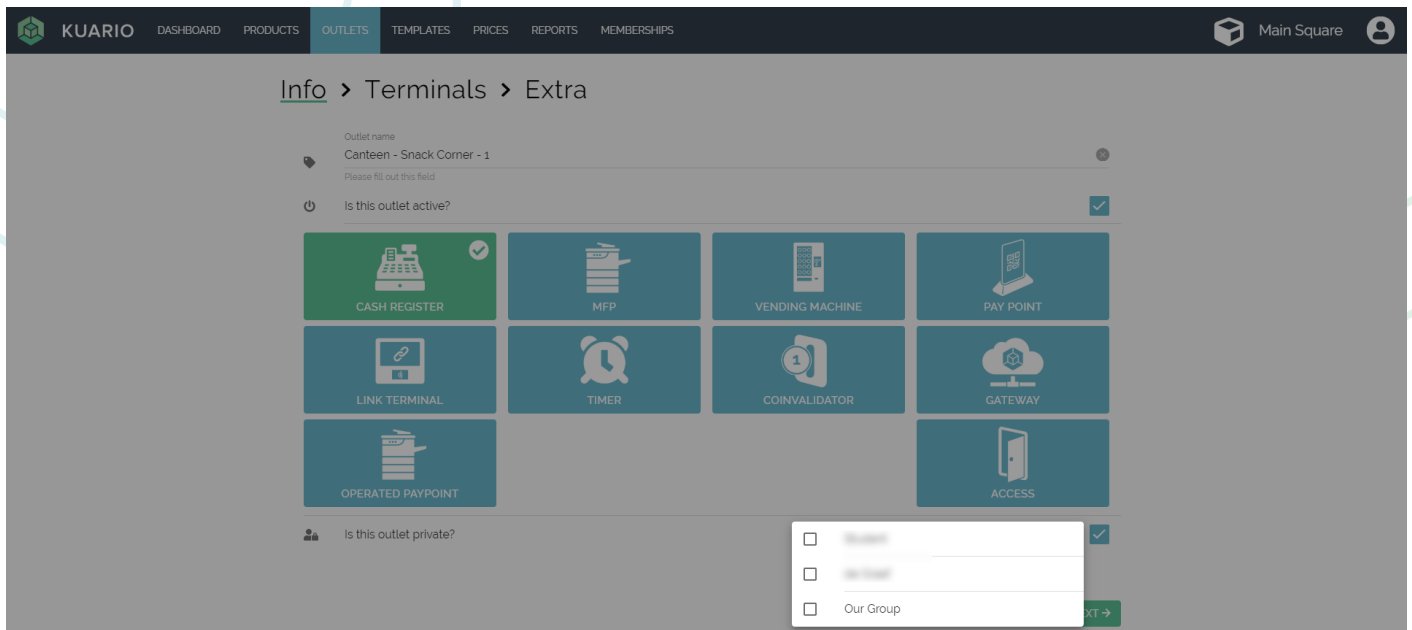 KUARIO DASHBOARD PRODUCTS OUTLETS TEMPLATES PRICES REPORTS MEMBERSHIPS Main Square
Info > Terminals > Extra
Outlet name
Canteen - Snack Corner - 1
Please fill out this field
Is this outlet active?
CASH REGISTER MFP VENDING MACHINE PAY POINT
LINK TERMINAL TIMER 1 COINVALIDATOR GATEWAY
OPERATED PAYPOINT ACCESS
Is this outlet private?
Our Group